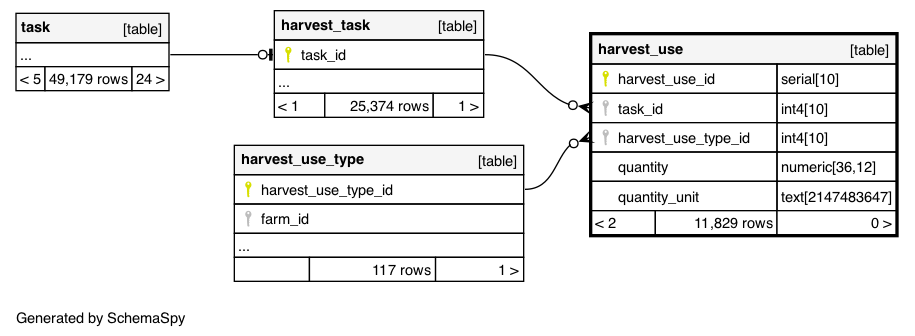 task [table]
...
< 5 49,179 rows 24 >
harvest_task [table]
task_id
...
< 1 25,374 rows 1 >
harvest_use_type [table]
harvest_use_type_id
farm_id
...
117 rows 1 >
harvest_use [table]
harvest_use_id serial[10]
task_id int4[10]
harvest_use_type_id int4[10]
quantity numeric[36,12]
quantity_unit text[2147483647]
< 2 11,829 rows 0 >
Generated by SchemaSpy